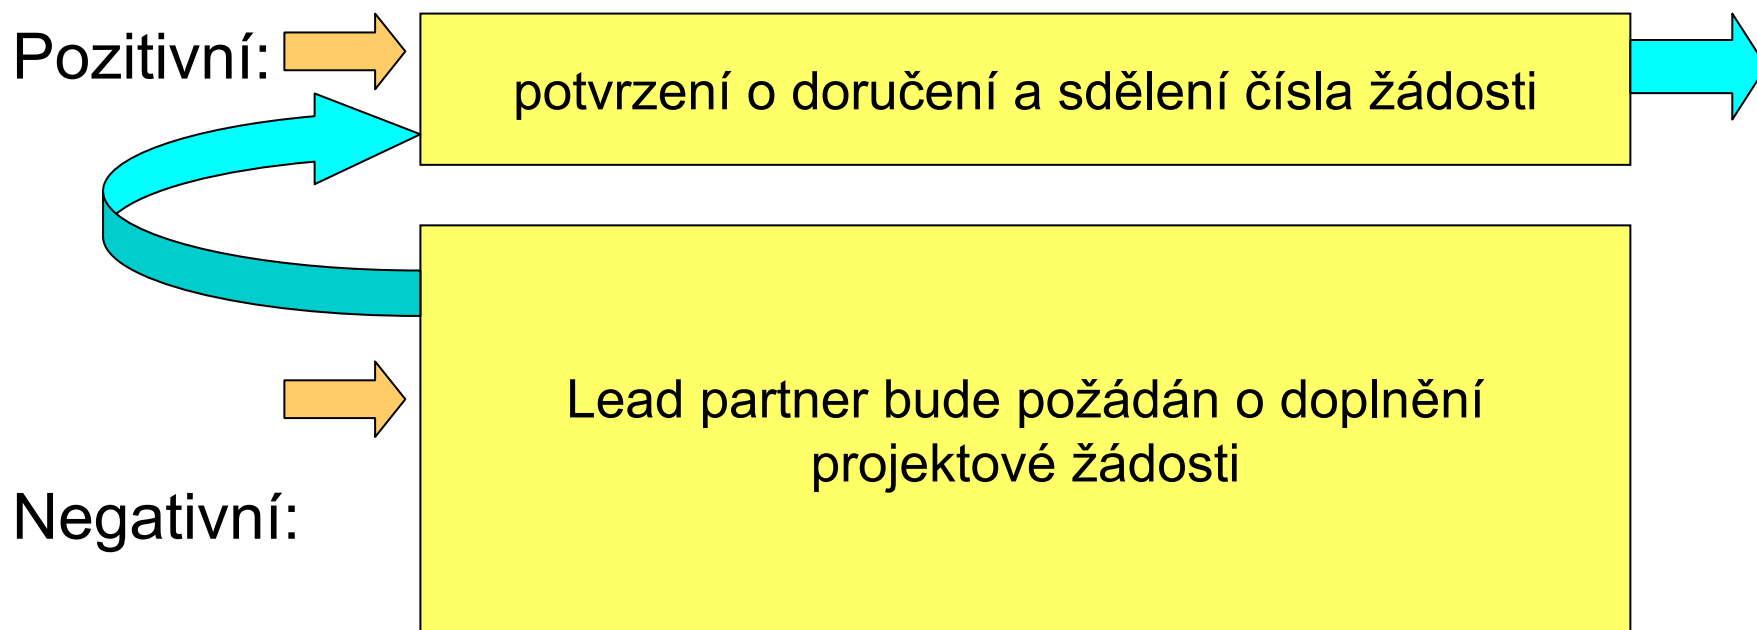 Pozitivní:
potvrzení o doručení a sdělení čísla žádosti
Lead partner bude požádán o doplnění
projektové žádosti
Negativní: